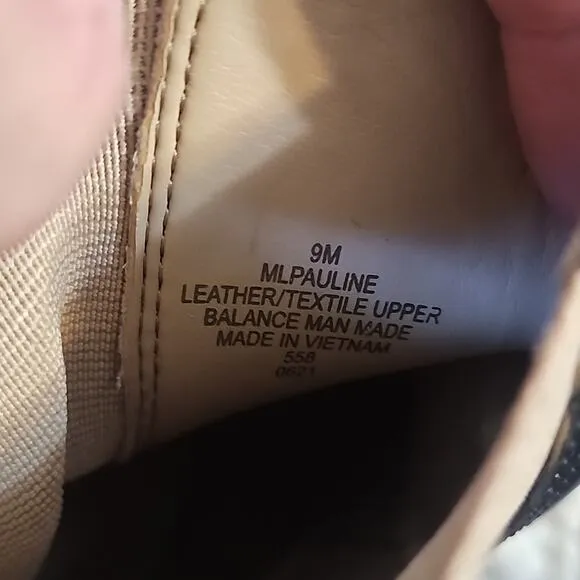 9M
MLPAULINE
LEATHER/TEXTILE UPPER
BALANCE MAN MADE
MADE IN VIETNAM
558
0621